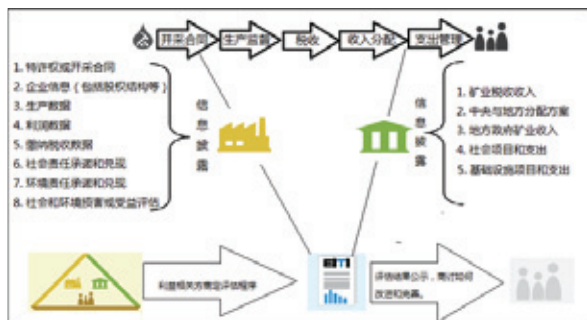 开采合同
生产监督
税收
收入分配
支出管理
1. 特许权或开采合同
2. 企业信息（包括股权结构等）
3. 生产数据
4. 利润数据
5. 缴纳税收数据
6. 社会责任承诺和兑现
7. 环境责任承诺和兑现
8. 社会和环境损害或受益评估
信息披露
信息披露
1. 矿业税收收入
2. 中央与地方分配方案
3. 地方政府矿业收入
4. 社会项目和支出
5. 基础设施项目和支出
利益相关方商定评估程序
EITI
评估结果公示，商讨如何
改进和完善。